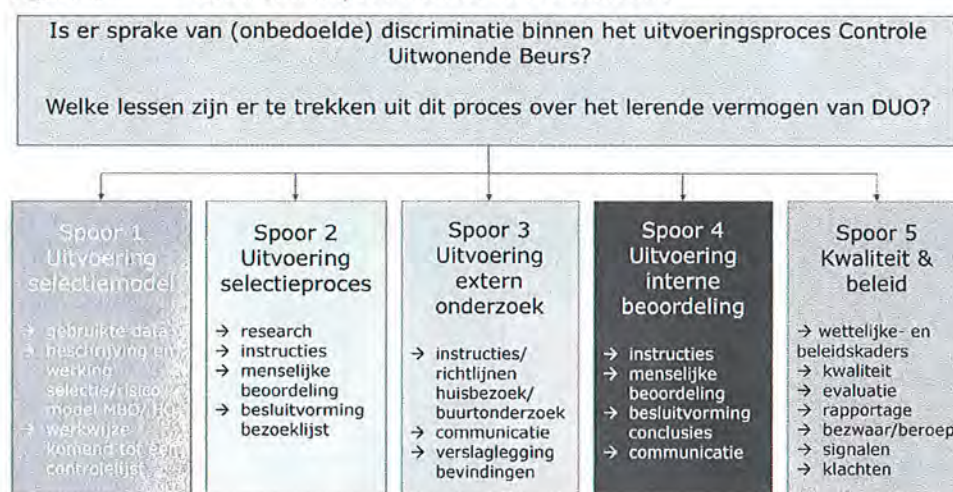 Is er sprake van (onbedoelde) discriminatie binnen het uitvoeringsproces Controle
Uitwonende Beurs?
Welke lessen zijn er te trekken uit dit proces over het lerende vermogen van DUO?
Spoor 1
Uitvoering
selectiemodel
→ gebruikte data
→ beschrijving en
werking
selectie/risico
model MBO/HO
→ werkwijze
komend tot een
controlelijst
Spoor 2
Uitvoering
selectieproces
→ research
→ instructies
→ menselijke
beoordeling
→ besluitvorming
bezoeklijst
Spoor 3
Uitvoering
extern
onderzoek
→ instructies/
richtlijnen
huisbezoek/
buurtonderzoek
→ communicatie
→ verslaglegging
bevindingen
Spoor 4
Uitvoering
interne
beoordeling
→ instructies
→ menselijke
beoordeling
→ besluitvorming
conclusies
→ communicatie
Spoor 5
Kwaliteit &
beleid
→ wettelijke- en
beleidskaders
→ kwaliteit
→ evaluatie
→ rapportage
→ bezwaar/beroep
→ signalen
→ klachten